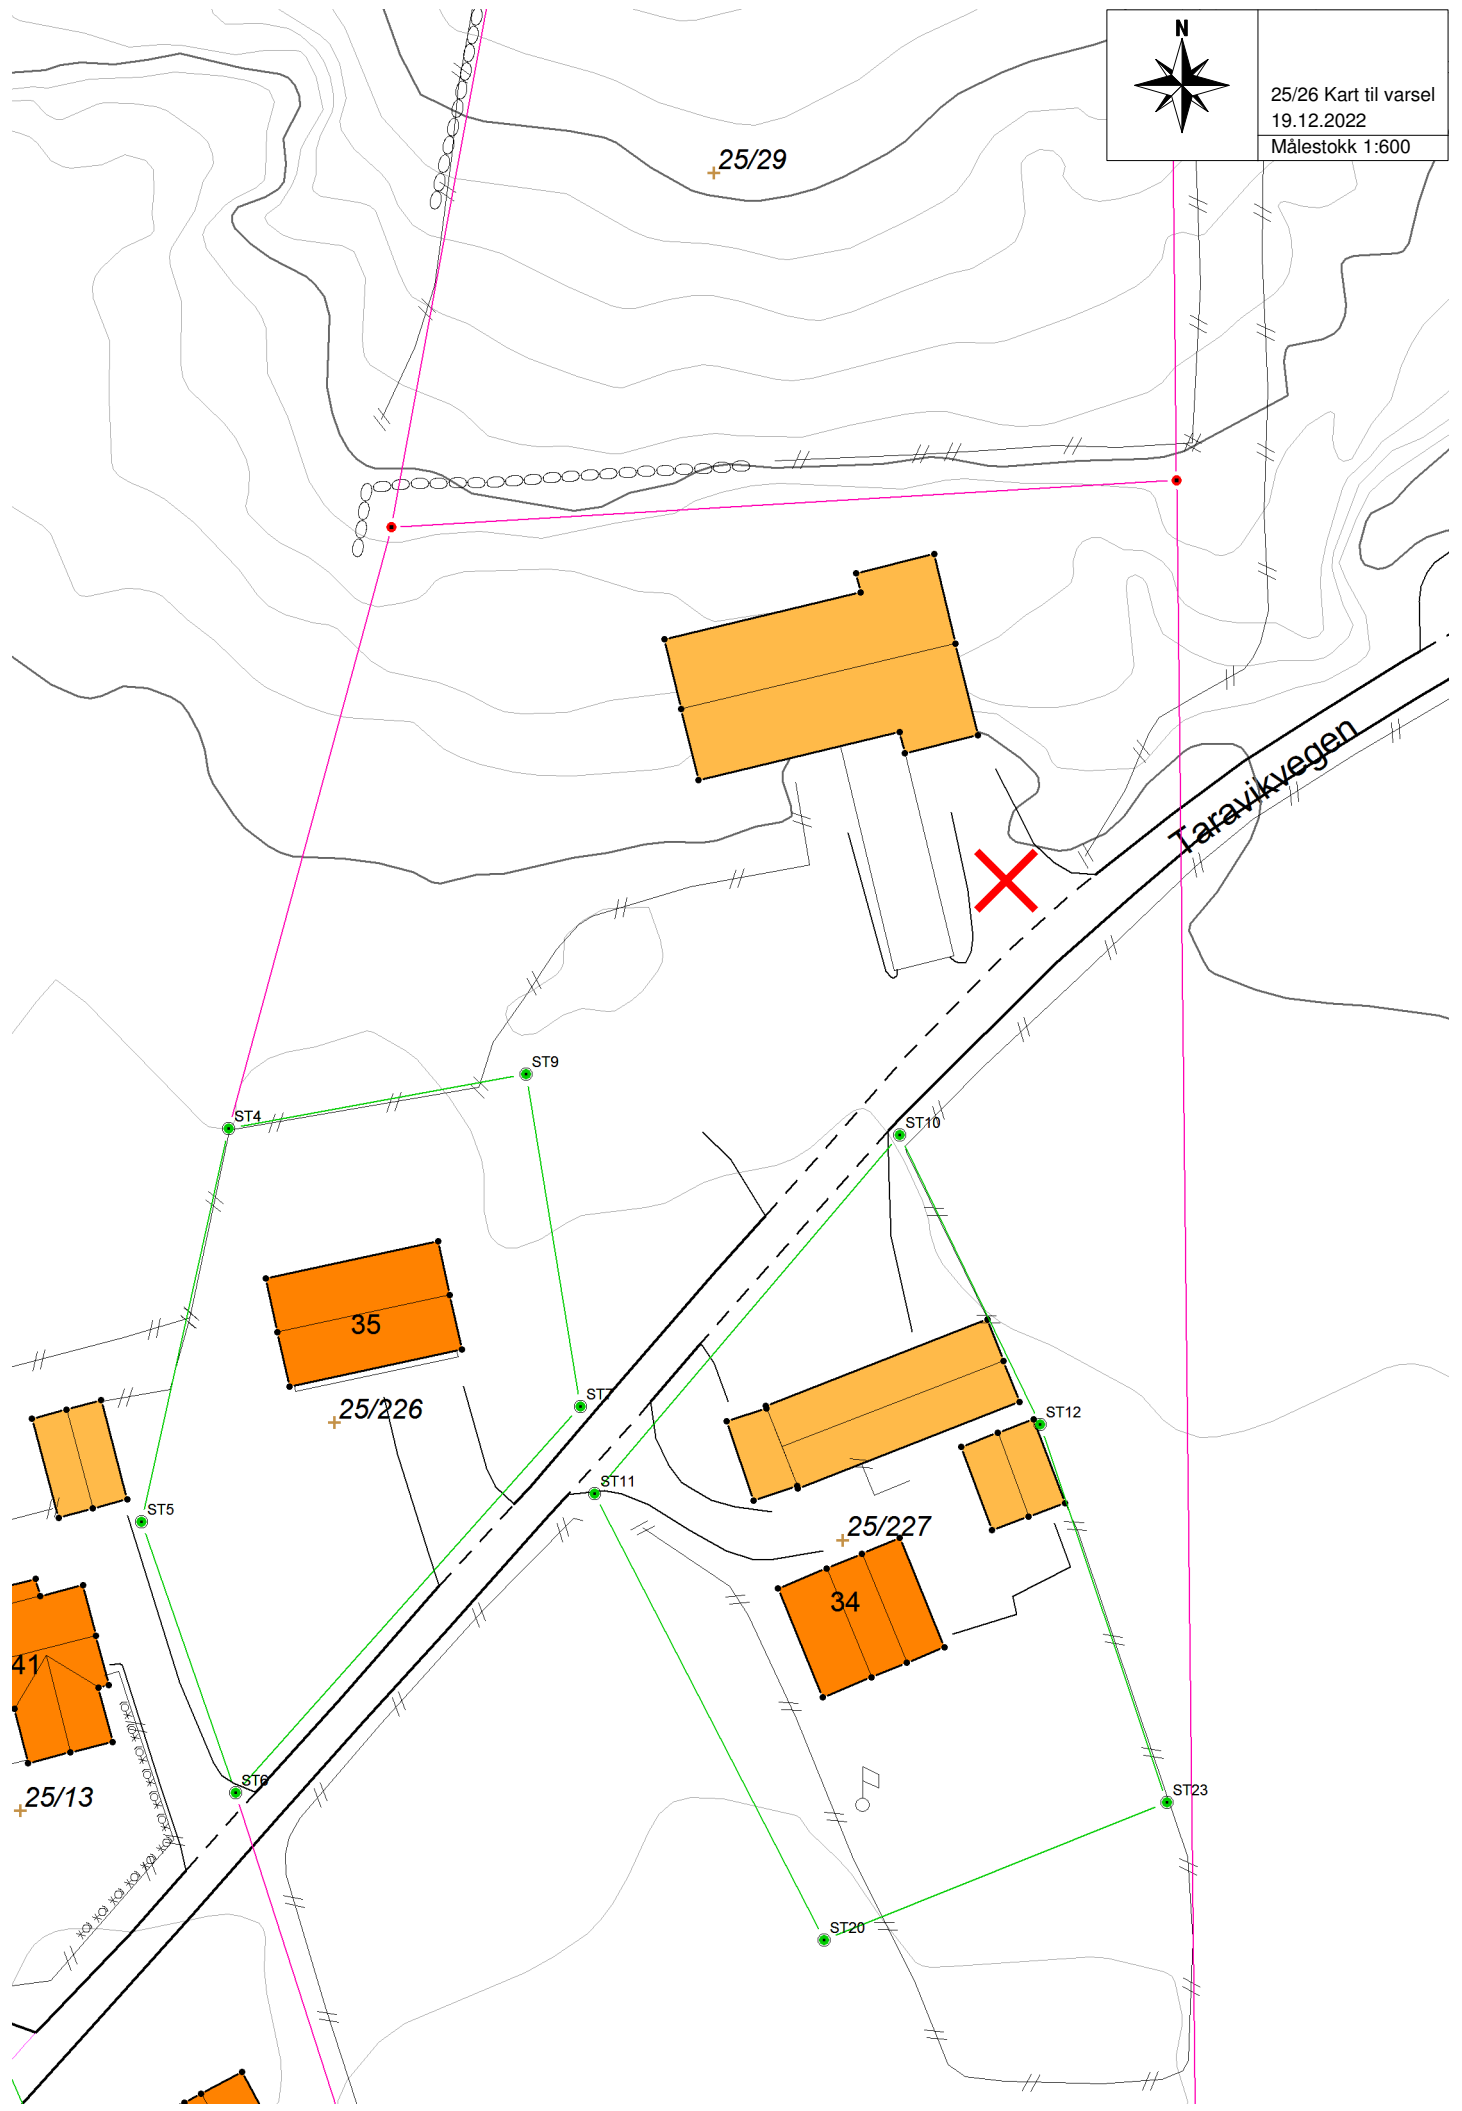 N
25/26 Kart til varsel
19.12.2022
Målestokk 1:600
25/29
Taravikvegen
ST9
ST4
ST10
35
25/226
ST7
ST12
ST11
ST5
25/227
34
41
ST6
25/13
ST23
ST20